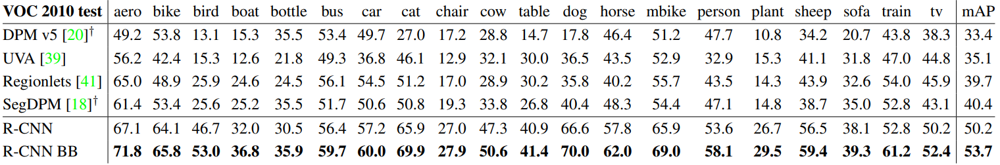 VOC 2010 test aero bike bird boat bottle bus car cat chair cow table dog horse mbike person plant sheep sofa train tv mAP
DPM v5 [20]† 49.2 53.8 13.1 15.3 35.5 53.4 49.7 27.0 17.2 28.8 14.7 17.8 46.4 51.2 47.7 10.8 34.2 20.7 43.8 38.3 33.4
UVA [39] 56.2 42.4 15.3 12.6 21.8 49.3 36.8 46.1 12.9 32.1 30.0 36.5 43.5 52.9 32.9 15.3 41.1 31.8 47.0 44.8 35.1
Regionlets [41] 65.0 48.9 25.9 24.6 24.5 56.1 54.5 51.2 17.0 28.9 30.2 35.8 40.2 55.7 43.5 14.3 43.9 32.6 54.0 45.9 39.7
SegDPM [18]† 61.4 53.4 25.6 25.2 35.5 51.7 50.6 50.8 19.3 33.8 26.8 40.4 48.3 54.4 47.1 14.8 38.7 35.0 52.8 43.1 40.4
R-CNN 67.1 64.1 46.7 32.0 30.5 56.4 57.2 65.9 27.0 47.3 40.9 66.6 57.8 65.9 53.6 26.7 56.5 38.1 52.8 50.2 50.2
R-CNN BB 71.8 65.8 53.0 36.8 35.9 59.7 60.0 69.9 27.9 50.6 41.4 70.0 62.0 69.0 58.1 29.5 59.4 39.3 61.2 52.4 53.7